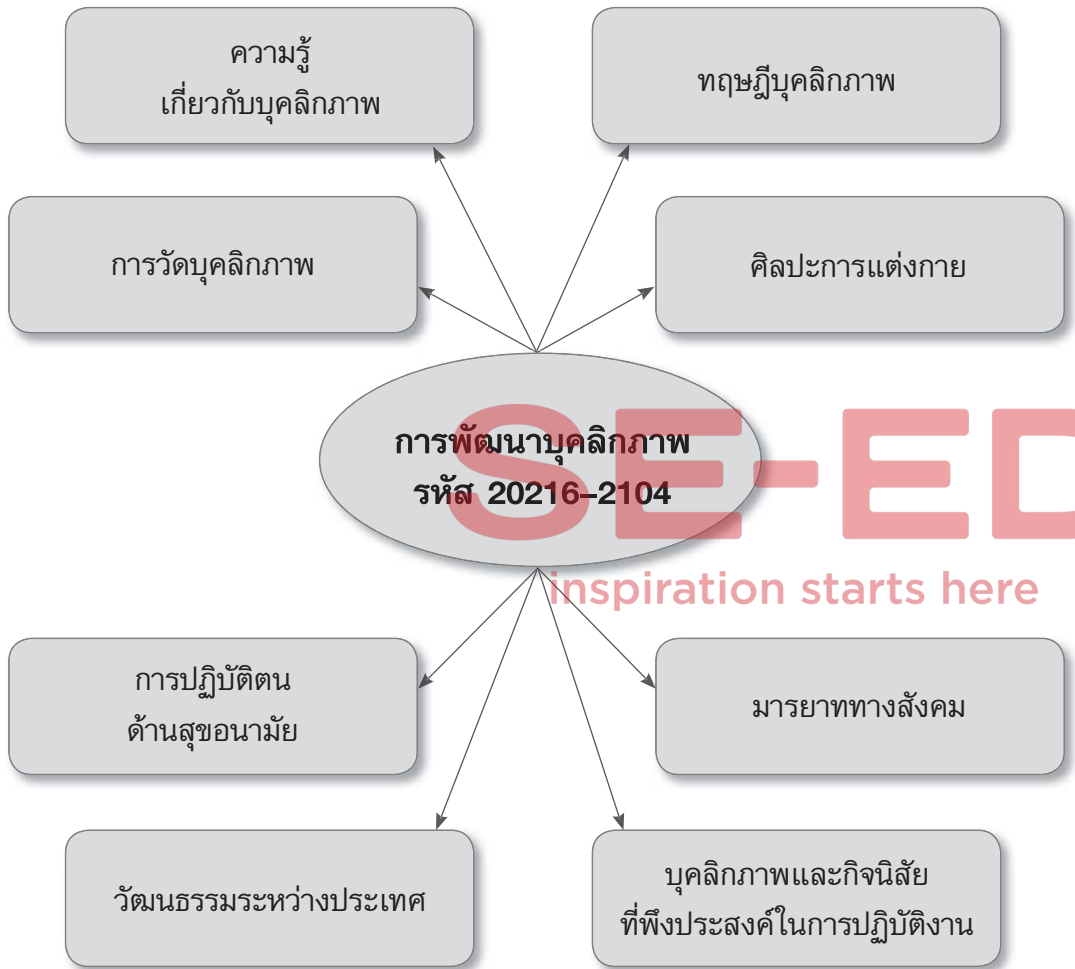 ความรู้
เกี่ยวกับบุคลิกภาพ
ทฤษฎีบุคลิกภาพ
การวัดบุคลิกภาพ
ศิลปะการแต่งกาย
การพัฒนาบุคลิกภาพ
รหัส 20216–2104
SE-ED
inspiration starts here
การปฏิบัติตน
ด้านสุขอนามัย
มารยาททางสังคม
วัฒนธรรมระหว่างประเทศ
บุคลิกภาพและกิจนิสัย
ที่พึงประสงค์ในการปฏิบัติงาน